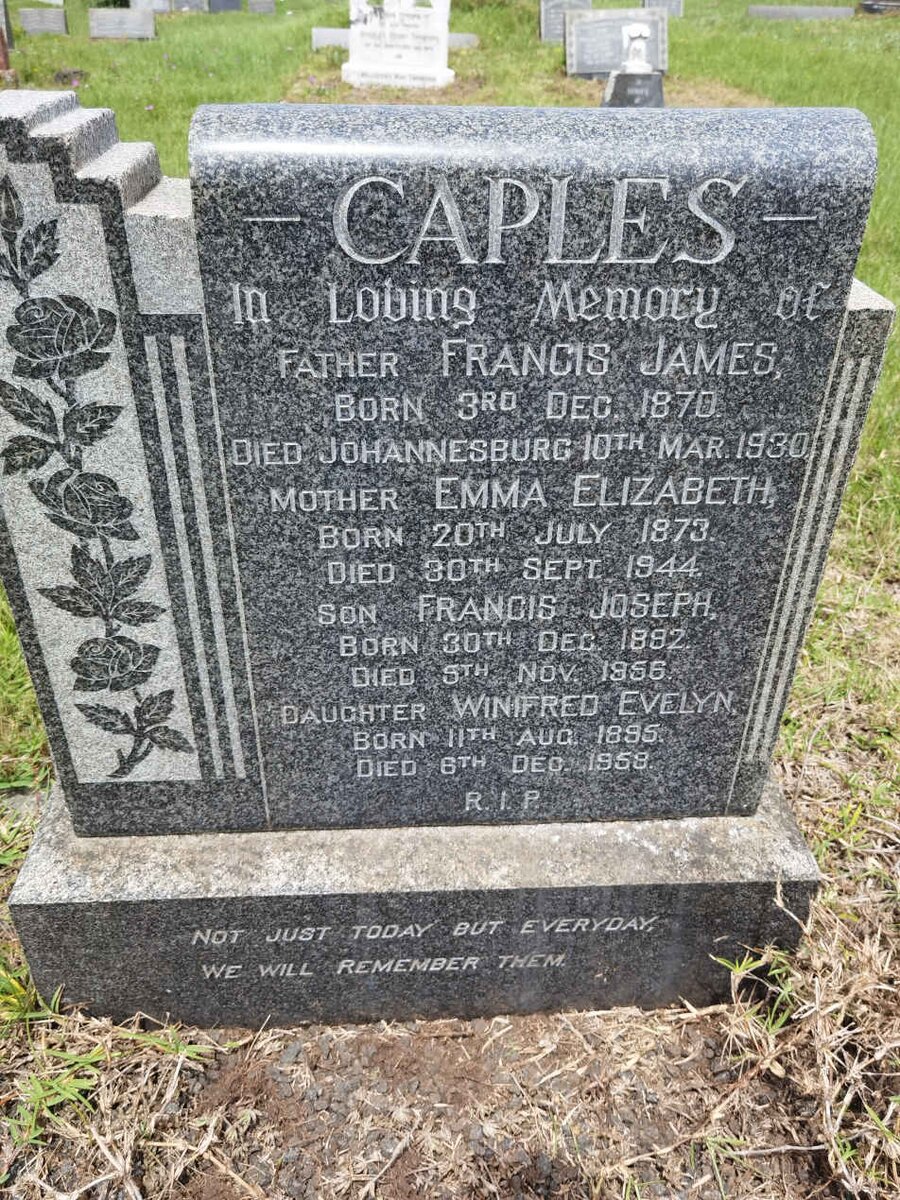 — CAPLES —
In Loving Memory of
FATHER FRANCIS JAMES,
BORN 3RD DEC. 1870.
DIED JOHANNESBURG 10TH MAR. 1930
MOTHER EMMA ELIZABETH,
BORN 20TH JULY 1873.
DIED 30TH SEPT. 1944.
SON FRANCIS JOSEPH,
BORN 30TH DEC. 1892.
DIED 5TH NOV. 1956.
DAUGHTER WINIFRED EVELYN,
BORN 11TH AUG. 1895.
DIED 6TH DEC. 1958.
R.I.P.
NOT JUST TODAY BUT EVERYDAY,
WE WILL REMEMBER THEM.